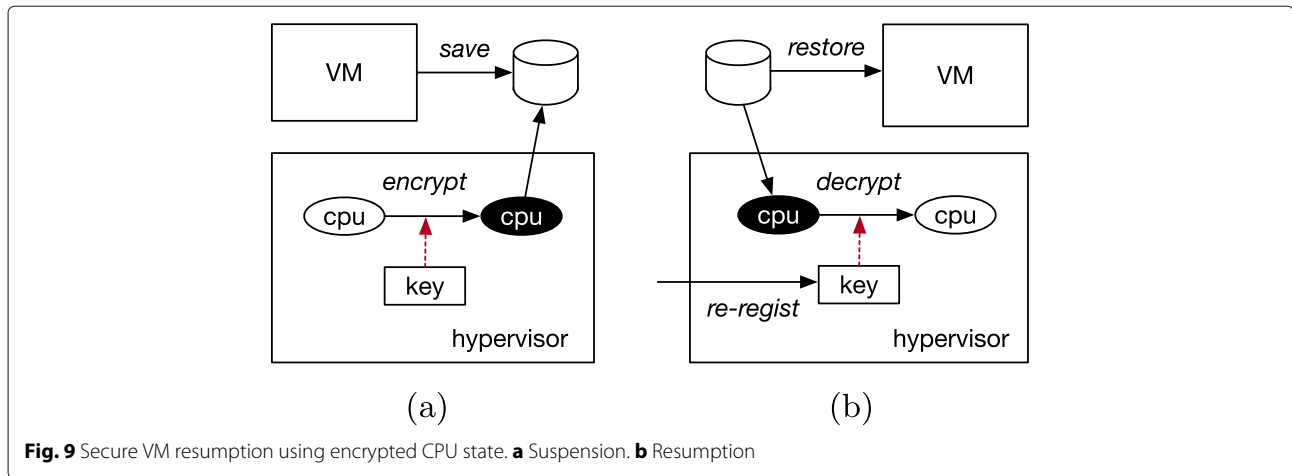 save
VM
encrypt
cpu
cpu
key
hypervisor
(a)
restore
VM
decrypt
cpu
cpu
key
re-regist
hypervisor
(b)
Fig. 9 Secure VM resumption using encrypted CPU state. a Suspension. b Resumption